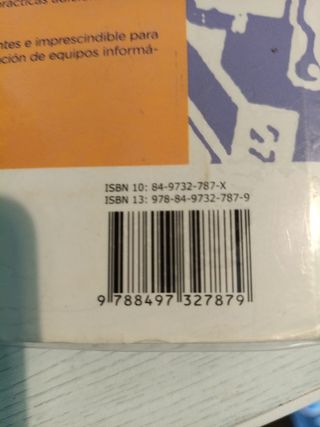 prácticas
ntes e imprescindible para
ción de equipos informá-
ISBN 10: 84-9732-787-X
ISBN 13: 978-84-9732-787-9
9 788497 327879